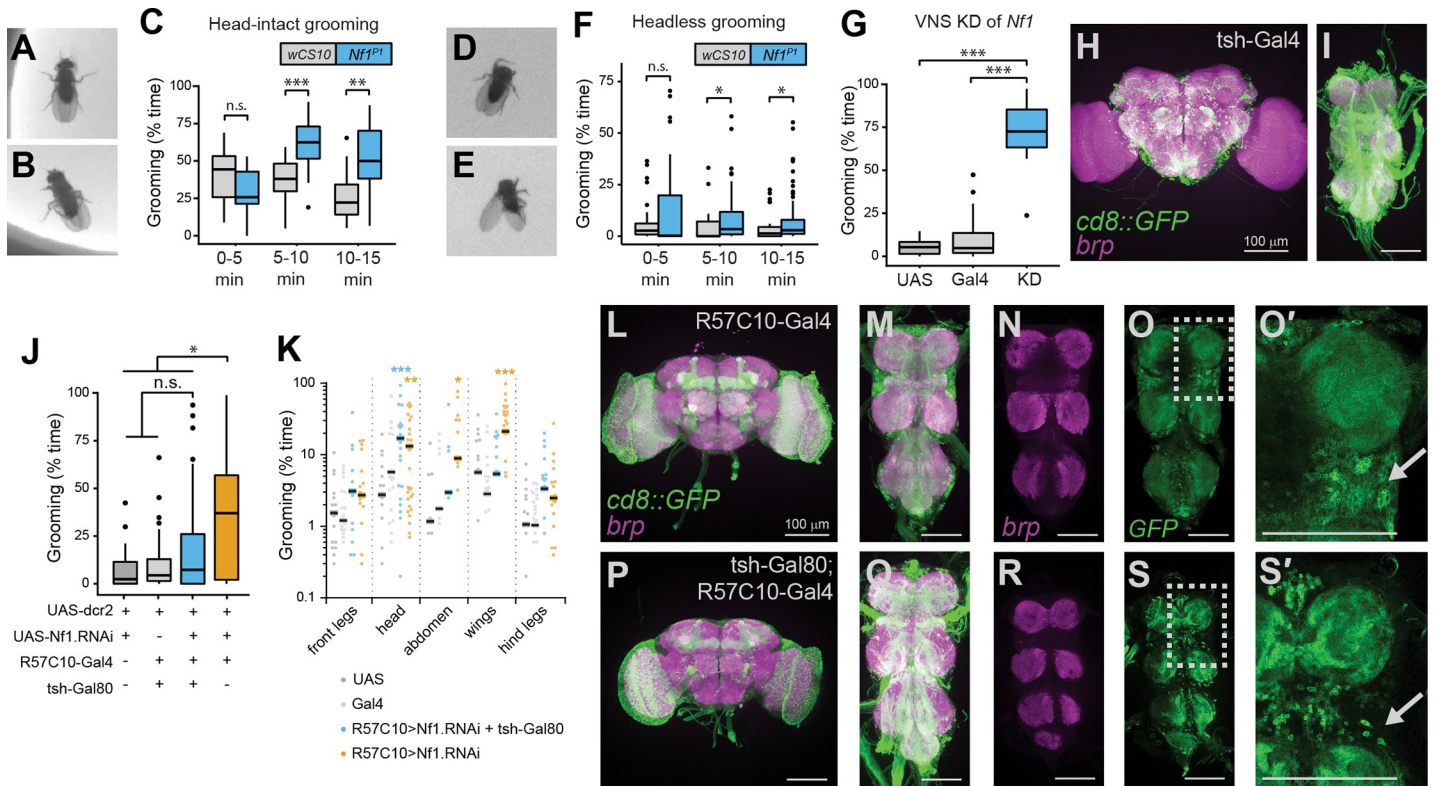 A
B
C
Head-intact grooming
wCS10
Nf1ᴾ¹
Grooming (% time)
100
75
50
25
0
n.s.
***
**
0-5
min
5-10
min
10-15
min
D
E
F
Headless grooming
wCS10
Nf1ᴾ¹
Grooming (% time)
75
50
25
0
n.s.
*
*
0-5
min
5-10
min
10-15
min
G
VNS KD of Nf1
***
***
Grooming (% time)
100
75
50
25
0
UAS
Gal4
KD
H
tsh-Gal4
cd8::GFP
brp
100 µm
I
J
*
n.s.
Grooming (% time)
100
75
50
25
0
UAS-dcr2 + + + +
UAS-Nf1.RNAi + - + +
R57C10-Gal4 - + + +
tsh-Gal80 - + + -
K
Grooming (% time)
100
10
1
0.1
***
**
*
***
front legs
head
abdomen
wings
hind legs
UAS
Gal4
R57C10>Nf1.RNAi + tsh-Gal80
R57C10>Nf1.RNAi
L
R57C10-Gal4
cd8::GFP
brp
100 µm
M
N
brp
O
GFP
O′
P
tsh-Gal80;
R57C10-Gal4
Q
R
S
S′